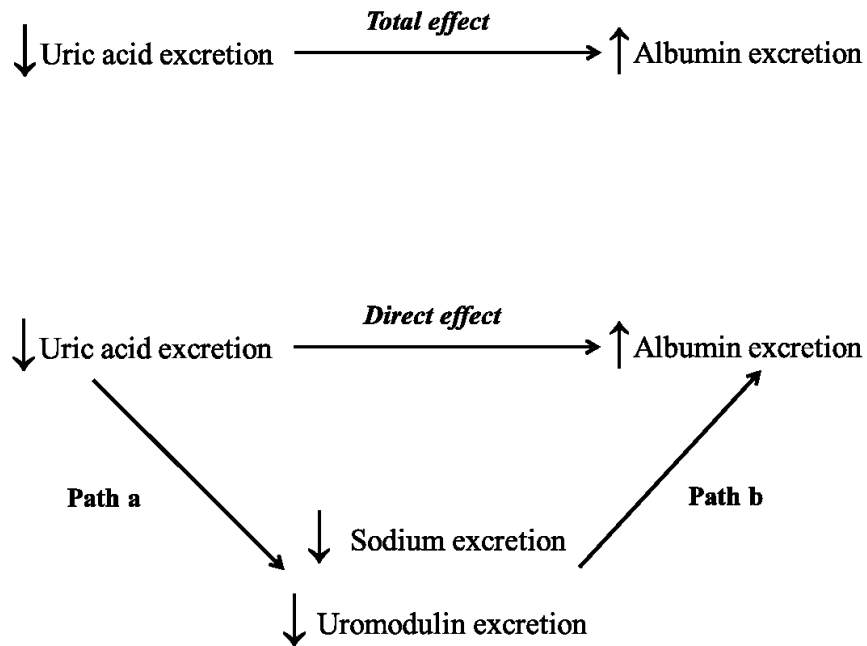 Total effect
↓ Uric acid excretion ↑ Albumin excretion
Direct effect
↓ Uric acid excretion ↑ Albumin excretion
Path a Path b
↓ Sodium excretion
↓ Uromodulin excretion